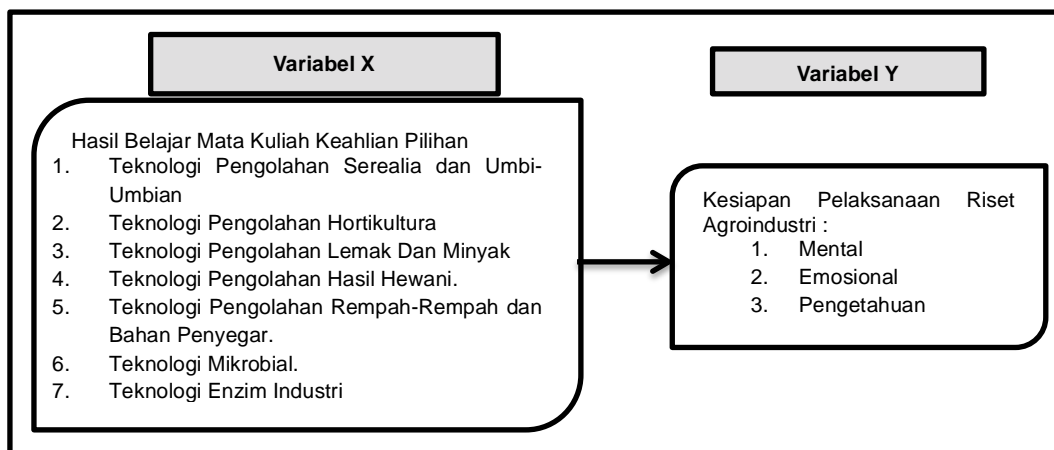 Variabel X
Variabel Y
Hasil Belajar Mata Kuliah Keahlian Pilihan
1. Teknologi Pengolahan Serealia dan Umbi-
Umbian
2. Teknologi Pengolahan Hortikultura
3. Teknologi Pengolahan Lemak Dan Minyak
4. Teknologi Pengolahan Hasil Hewani.
5. Teknologi Pengolahan Rempah-Rempah dan
Bahan Penyegar.
6. Teknologi Mikrobial.
7. Teknologi Enzim Industri
Kesiapan Pelaksanaan Riset
Agroindustri :
1. Mental
2. Emosional
3. Pengetahuan